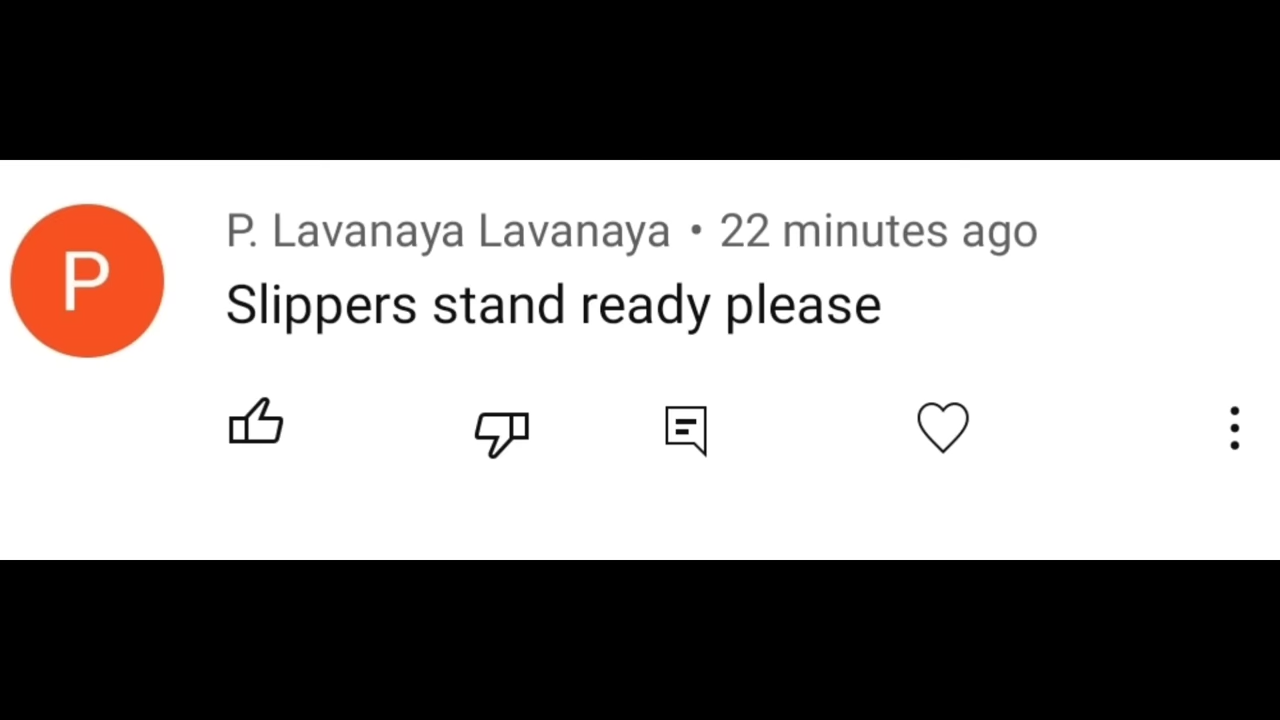 P
P. Lavanaya Lavanaya • 22 minutes ago
Slippers stand ready please